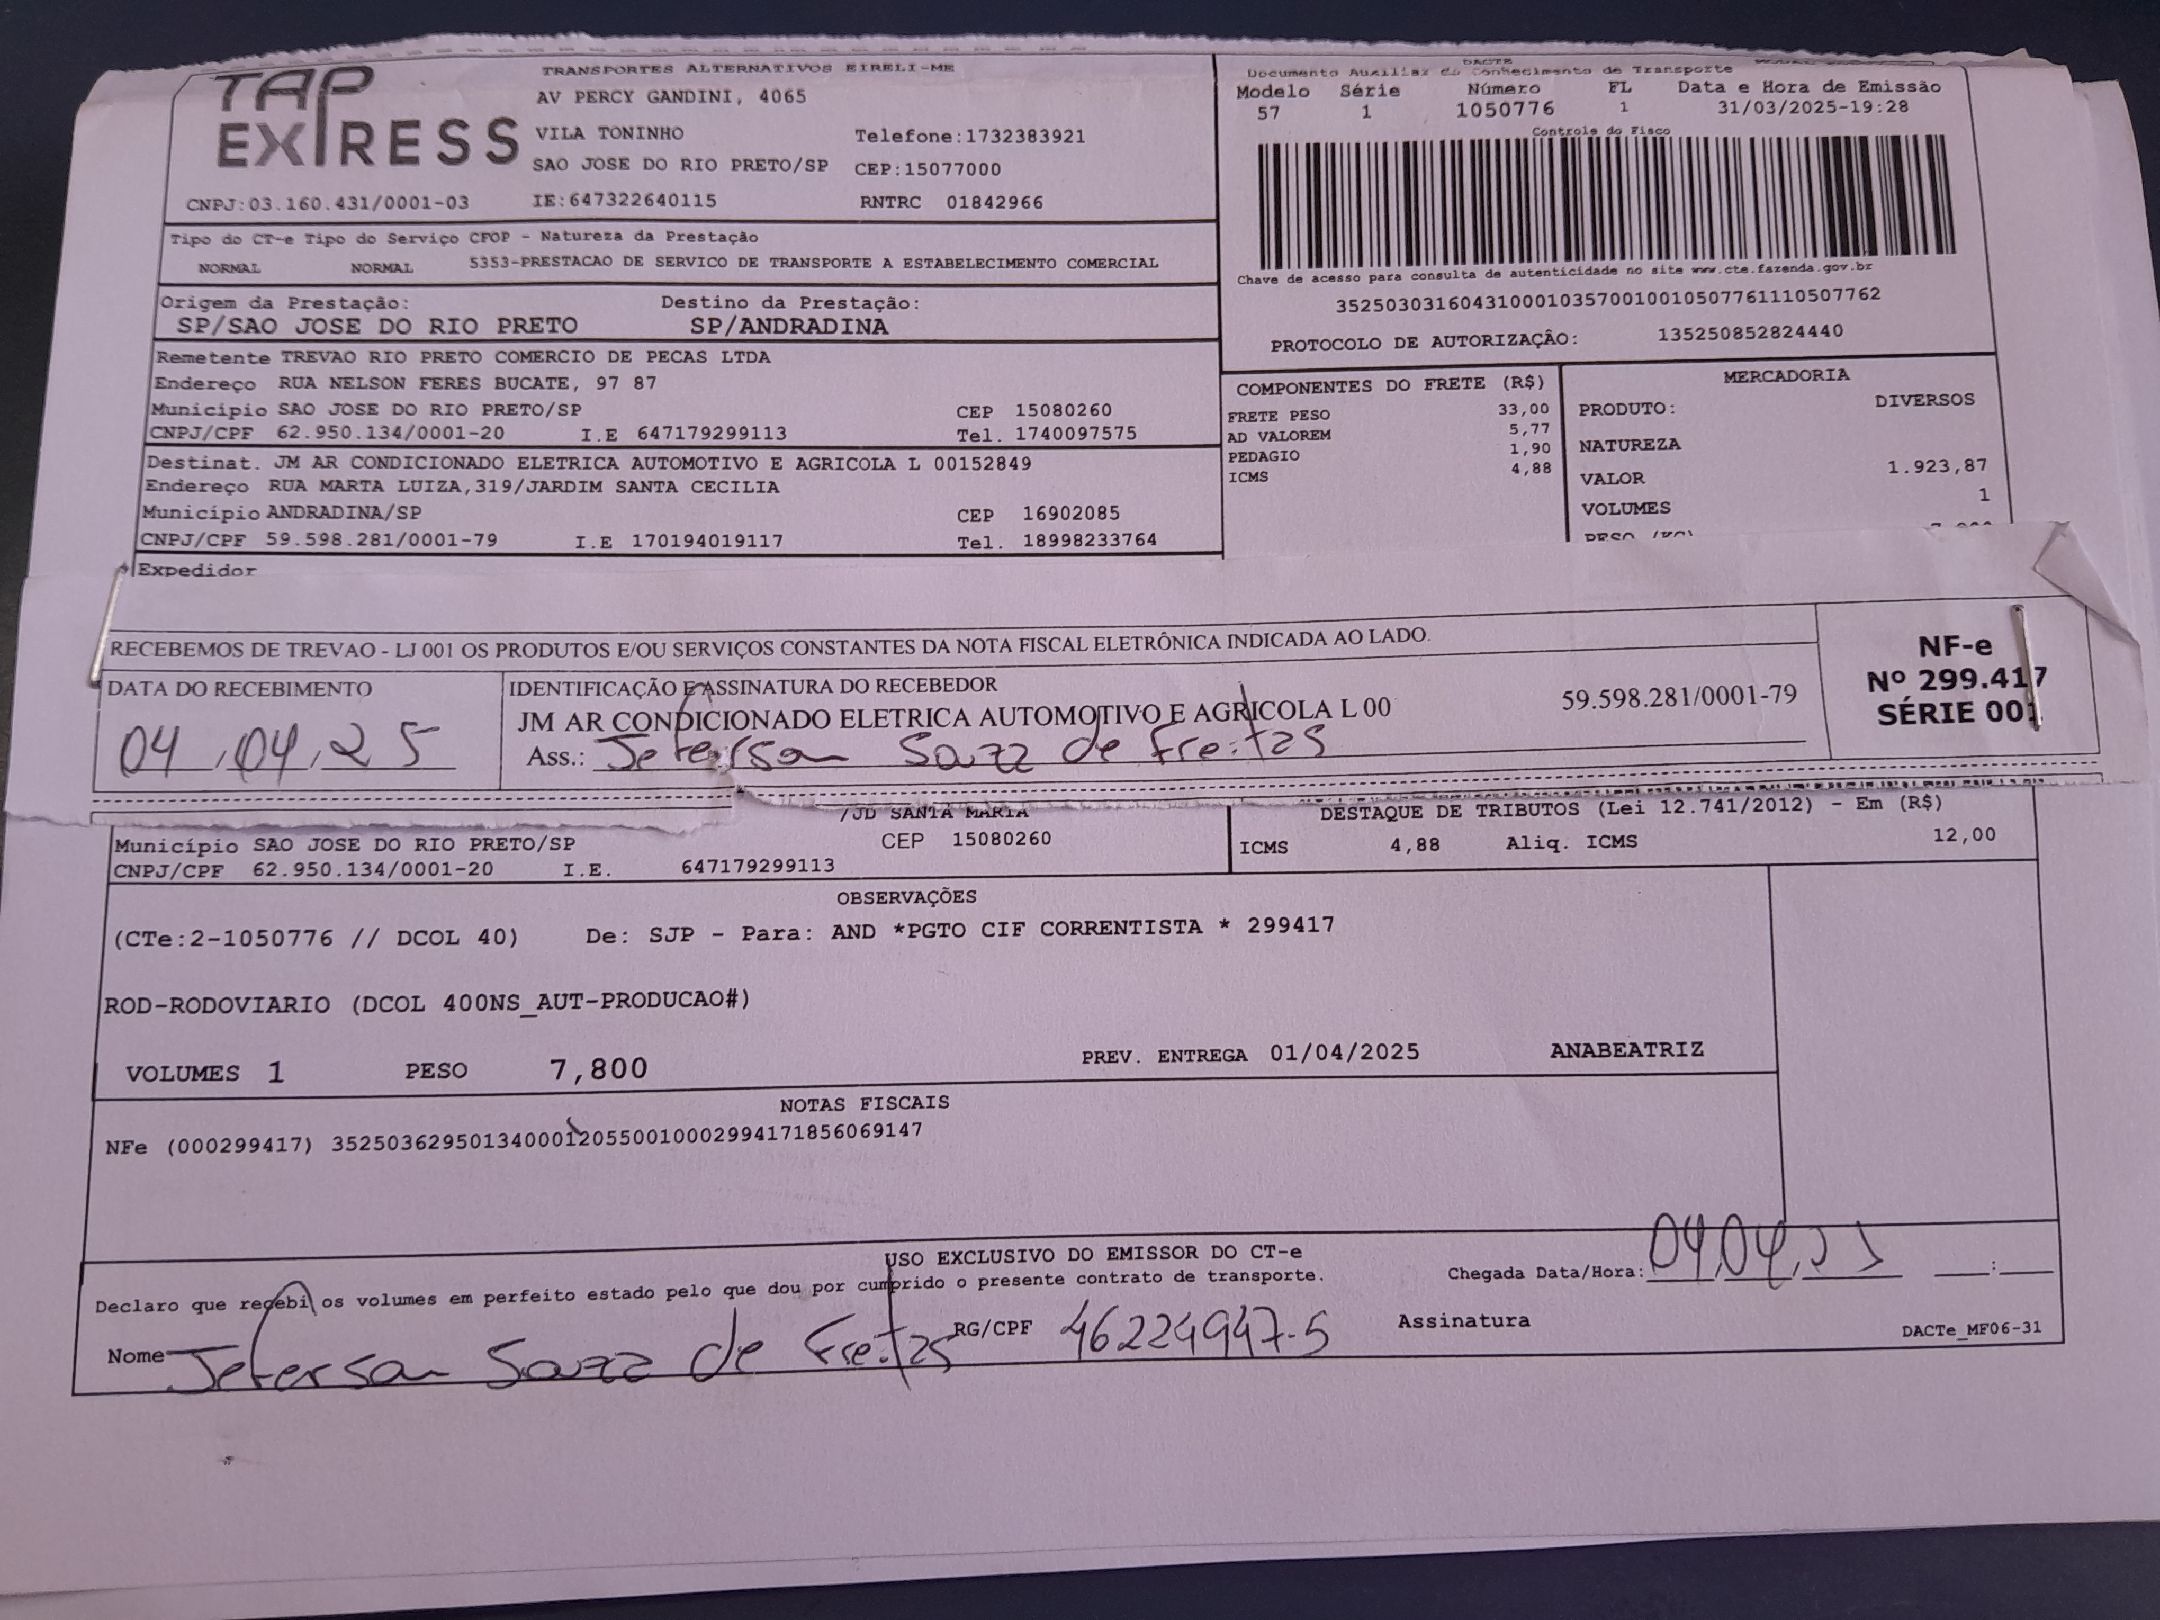 TAP EXPRESS
TRANSPORTES ALTERNATIVOS EIRELI-ME
AV PERCY GANDINI, 4065
VILA TONINHO Telefone:1732383921
SAO JOSE DO RIO PRETO/SP CEP:15077000
CNPJ:03.160.431/0001-03 IE:647322640115 RNTRC 01842966
DACTE
Documento Auxiliar do Conhecimento de Transporte
Modelo Série Número FL Data e Hora de Emissão
57 1 1050776 1 31/03/2025-19:28
Controle do Fisco
Chave de acesso para consulta de autenticidade no site www.cte.fazenda.gov.br
35250303160431000103570010010507761110507762
PROTOCOLO DE AUTORIZAÇÃO: 135250852824440
Tipo do CT-e Tipo do Serviço CFOP - Natureza da Prestação
NORMAL NORMAL 5353-PRESTACAO DE SERVICO DE TRANSPORTE A ESTABELECIMENTO COMERCIAL
Origem da Prestação: Destino da Prestação:
SP/SAO JOSE DO RIO PRETO SP/ANDRADINA
Remetente TREVAO RIO PRETO COMERCIO DE PECAS LTDA
Endereço RUA NELSON FERES BUCATE, 97 87
Município SAO JOSE DO RIO PRETO/SP CEP 15080260
CNPJ/CPF 62.950.134/0001-20 I.E 647179299113 Tel. 1740097575
Destinat. JM AR CONDICIONADO ELETRICA AUTOMOTIVO E AGRICOLA L 00152849
Endereço RUA MARTA LUIZA,319/JARDIM SANTA CECILIA
Município ANDRADINA/SP CEP 16902085
CNPJ/CPF 59.598.281/0001-79 I.E 170194019117 Tel. 18998233764
Expedidor
COMPONENTES DO FRETE (R$)
FRETE PESO 33,00
AD VALOREM 5,77
PEDAGIO 1,90
ICMS 4,88
MERCADORIA
PRODUTO: DIVERSOS
NATUREZA
VALOR 1.923,87
VOLUMES 1
RECEBEMOS DE TREVAO - LJ 001 OS PRODUTOS E/OU SERVIÇOS CONSTANTES DA NOTA FISCAL ELETRÔNICA INDICADA AO LADO.
DATA DO RECEBIMENTO
04,04,25
IDENTIFICAÇÃO E ASSINATURA DO RECEBEDOR
JM AR CONDICIONADO ELETRICA AUTOMOTIVO E AGRICOLA L 00 59.598.281/0001-79
Ass.: Jeferson Souza de Freitas
NF-e
Nº 299.417
SÉRIE 001
/JD SANTA MARIA
Município SAO JOSE DO RIO PRETO/SP CEP 15080260
CNPJ/CPF 62.950.134/0001-20 I.E. 647179299113
DESTAQUE DE TRIBUTOS (Lei 12.741/2012) - Em (R$)
ICMS 4,88 Aliq. ICMS 12,00
OBSERVAÇÕES
(CTe:2-1050776 // DCOL 40) De: SJP - Para: AND *PGTO CIF CORRENTISTA * 299417
ROD-RODOVIARIO (DCOL 400NS_AUT-PRODUCAO#)
VOLUMES 1 PESO 7,800 PREV. ENTREGA 01/04/2025 ANABEATRIZ
NOTAS FISCAIS
NFe (000299417) 35250362950134000120550010002994171856069147
USO EXCLUSIVO DO EMISSOR DO CT-e
Declaro que recebi os volumes em perfeito estado pelo que dou por cumprido o presente contrato de transporte.
Chegada Data/Hora: 04,04,25 :
Nome Jeferson Souza de Freitas RG/CPF 46224947-5 Assinatura
DACTe_MF06-31